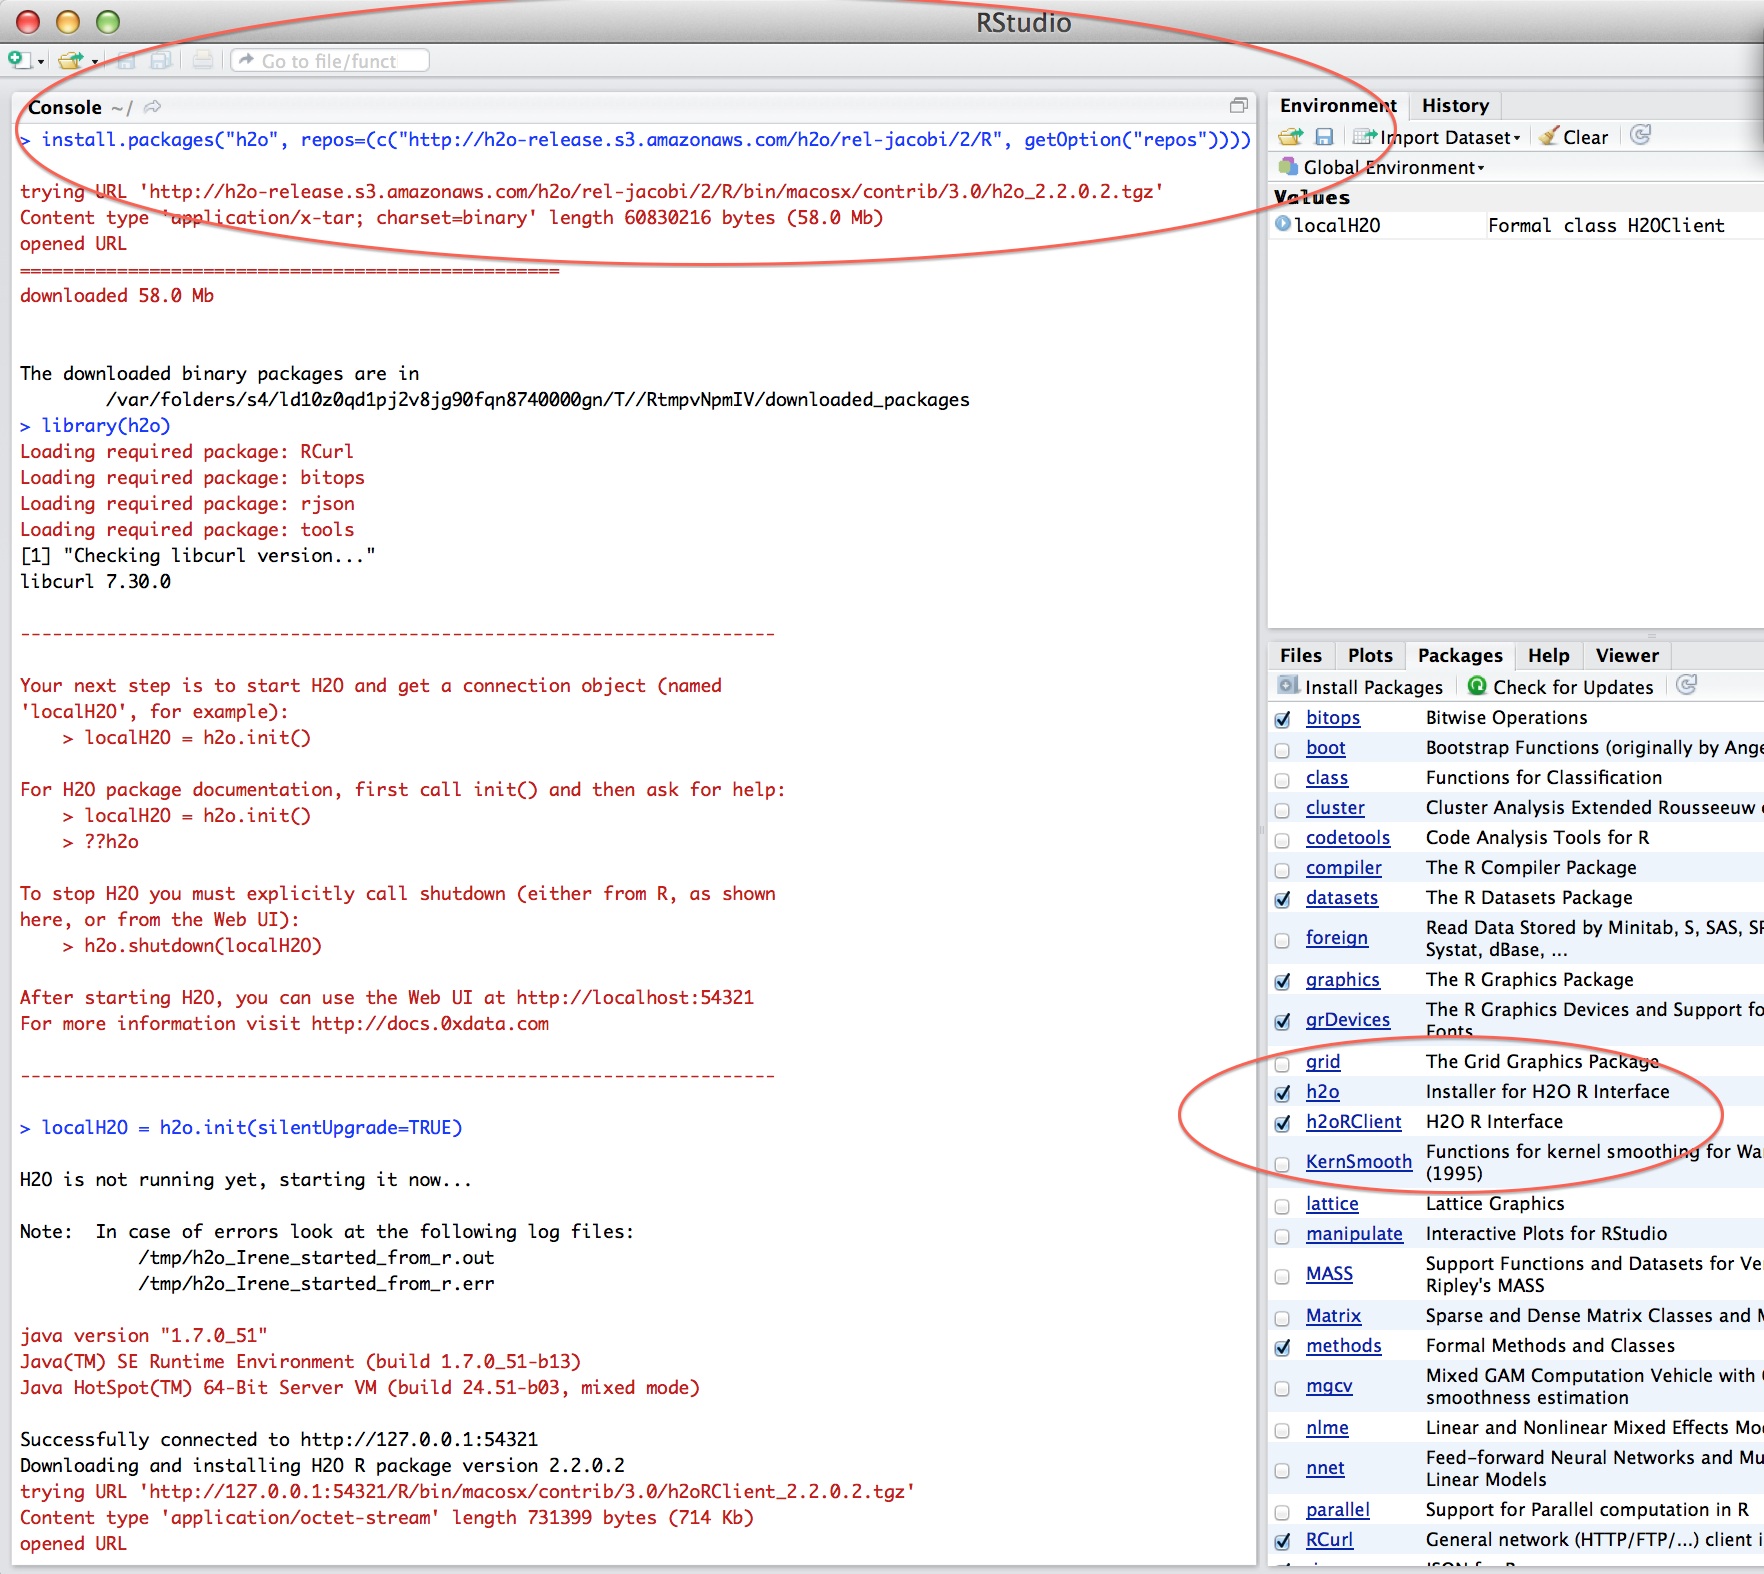 RStudio
Go to file/funct
Console ~/
> install.packages("h2o", repos=(c("http://h2o-release.s3.amazonaws.com/h2o/rel-jacobi/2/R", getOption("repos"))))
trying URL 'http://h2o-release.s3.amazonaws.com/h2o/rel-jacobi/2/R/bin/macosx/contrib/3.0/h2o_2.2.0.2.tgz'
Content type 'application/x-tar; charset=binary' length 60830216 bytes (58.0 Mb)
opened URL
==================================================
downloaded 58.0 Mb
The downloaded binary packages are in
/var/folders/s4/ld10z0qd1pj2v8jg90fqn8740000gn/T//RtmpvNpmIV/downloaded_packages
> library(h2o)
Loading required package: RCurl
Loading required package: bitops
Loading required package: rjson
Loading required package: tools
[1] "Checking libcurl version..."
libcurl 7.30.0
----------------------------------------------------------------------
Your next step is to start H2O and get a connection object (named
'localH2O', for example):
> localH2O = h2o.init()
For H2O package documentation, first call init() and then ask for help:
> localH2O = h2o.init()
> ??h2o
To stop H2O you must explicitly call shutdown (either from R, as shown
here, or from the Web UI):
> h2o.shutdown(localH2O)
After starting H2O, you can use the Web UI at http://localhost:54321
For more information visit http://docs.0xdata.com
----------------------------------------------------------------------
> localH2O = h2o.init(silentUpgrade=TRUE)
H2O is not running yet, starting it now...
Note:  In case of errors look at the following log files:
/tmp/h2o_Irene_started_from_r.out
/tmp/h2o_Irene_started_from_r.err
java version "1.7.0_51"
Java(TM) SE Runtime Environment (build 1.7.0_51-b13)
Java HotSpot(TM) 64-Bit Server VM (build 24.51-b03, mixed mode)
Successfully connected to http://127.0.0.1:54321
Downloading and installing H2O R package version 2.2.0.2
trying URL 'http://127.0.0.1:54321/R/bin/macosx/contrib/3.0/h2oRClient_2.2.0.2.tgz'
Content type 'application/octet-stream' length 731399 bytes (714 Kb)
opened URL
Environment History
Import Dataset Clear
Global Environment
Values
localH2O Formal class H2OClient
Files Plots Packages Help Viewer
Install Packages Check for Updates
bitops Bitwise Operations
boot Bootstrap Functions (originally by Ange
class Functions for Classification
cluster Cluster Analysis Extended Rousseeuw
codetools Code Analysis Tools for R
compiler The R Compiler Package
datasets The R Datasets Package
foreign Read Data Stored by Minitab, S, SAS, SP
Systat, dBase, ...
graphics The R Graphics Package
grDevices The R Graphics Devices and Support fo
Fonts
grid The Grid Graphics Package
h2o Installer for H2O R Interface
h2oRClient H2O R Interface
KernSmooth Functions for kernel smoothing for Wa
(1995)
lattice Lattice Graphics
manipulate Interactive Plots for RStudio
MASS Support Functions and Datasets for Ve
Ripley's MASS
Matrix Sparse and Dense Matrix Classes and M
methods Formal Methods and Classes
mgcv Mixed GAM Computation Vehicle with
smoothness estimation
nlme Linear and Nonlinear Mixed Effects Mo
nnet Feed-forward Neural Networks and Mu
Linear Models
parallel Support for Parallel computation in R
RCurl General network (HTTP/FTP/...) client i